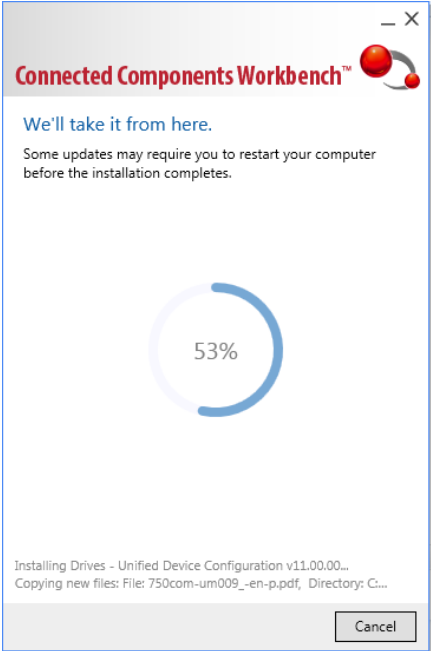 Connected Components Workbench™
We'll take it from here.
Some updates may require you to restart your computer
before the installation completes.
53%
Installing Drives - Unified Device Configuration v11.00.00...
Copying new files: File: 750com-um009_-en-p.pdf, Directory: C:...
Cancel